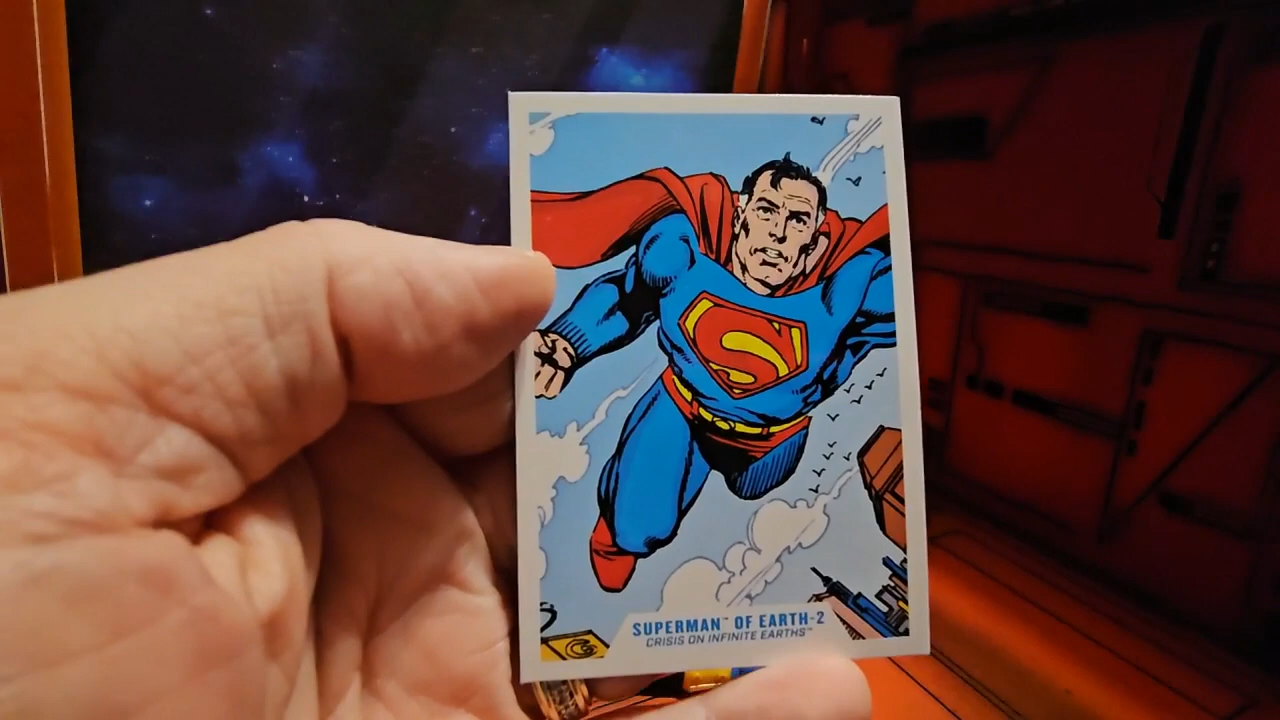 S
SUPERMAN™ OF EARTH-2
CRISIS ON INFINITE EARTHS™